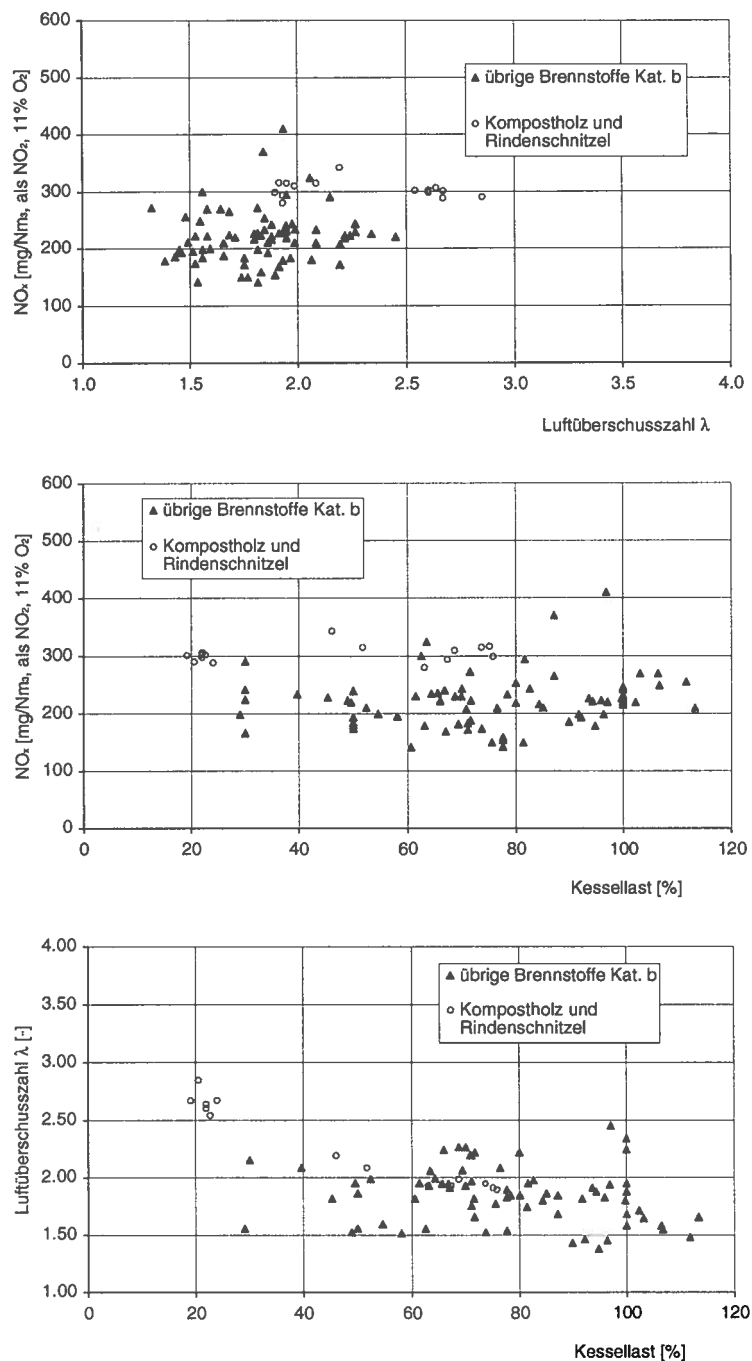 NOx [mg/Nm3, als NO2, 11% O2]
600
500
400
300
200
100
0
▲ übrige Brennstoffe Kat. b
○ Kompostholz und
Rindenschnitzel
1.0 1.5 2.0 2.5 3.0 3.5 4.0
Luftüberschusszahl λ
NOx [mg/Nm3, als NO2, 11% O2]
600
500
400
300
200
100
0
▲ übrige Brennstoffe Kat. b
○ Kompostholz und
Rindenschnitzel
0 20 40 60 80 100 120
Kessellast [%]
Luftüberschusszahl λ [-]
4.00
3.50
3.00
2.50
2.00
1.50
1.00
▲ übrige Brennstoffe Kat. b
○ Kompostholz und
Rindenschnitzel
0 20 40 60 80 100 120
Kessellast [%]